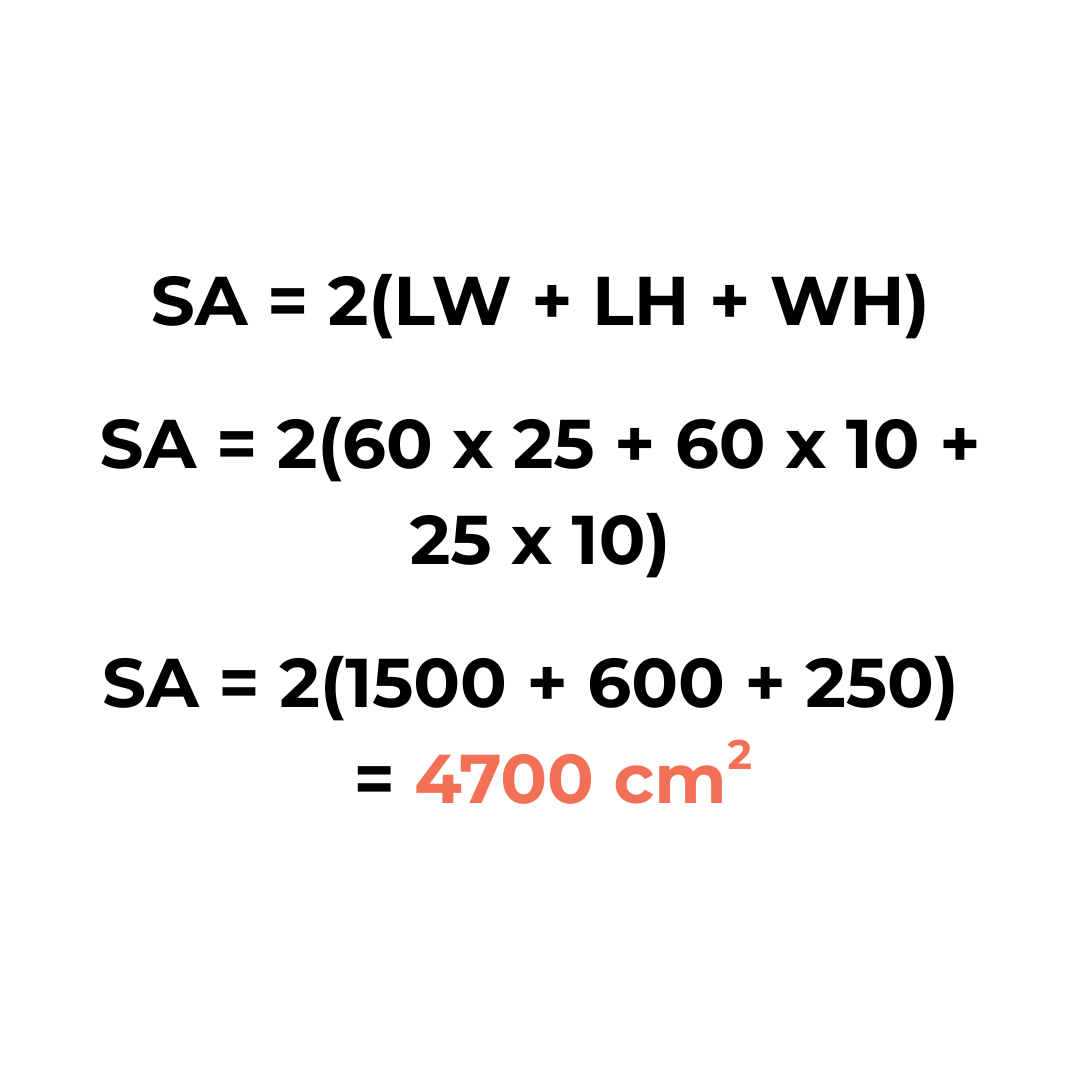 SA = 2(LW + LH + WH)
SA = 2(60 x 25 + 60 x 10 +
25 x 10)
SA = 2(1500 + 600 + 250)
= 4700 cm²